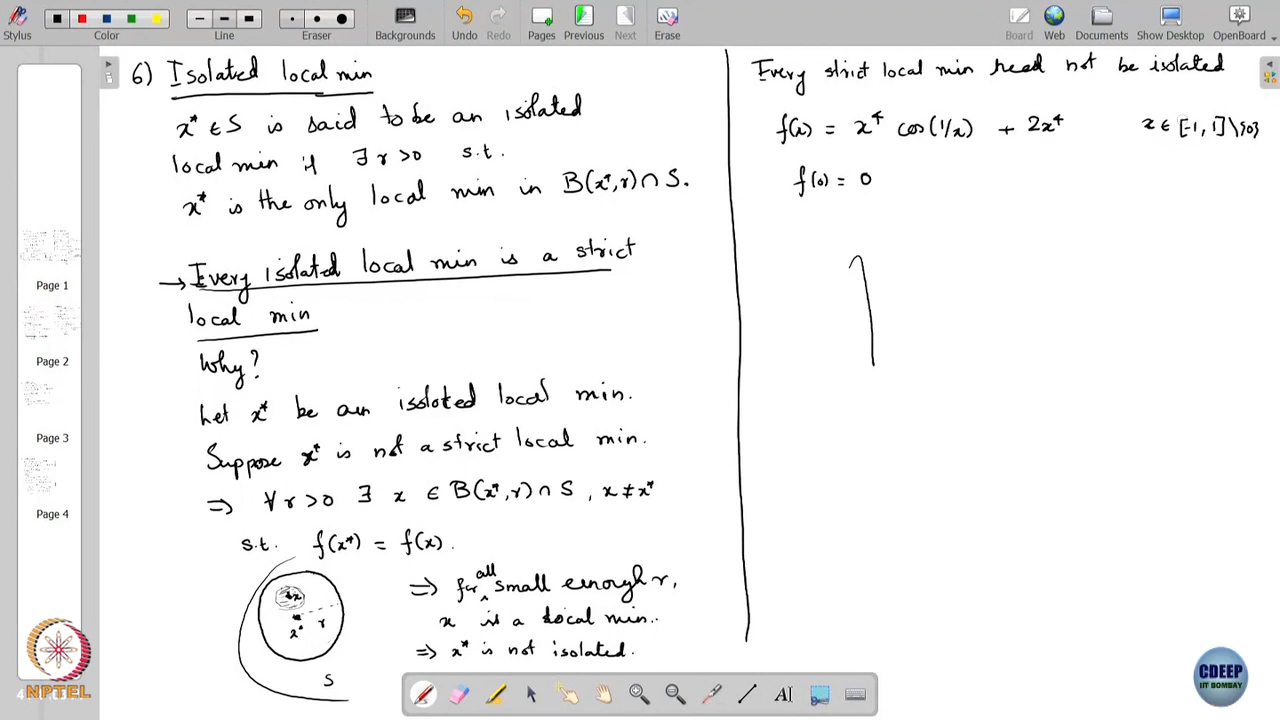 Stylus
Color
Line
Eraser
Backgrounds
Undo
Pages
Previous
Next
Erase
Board
Web
Documents
Show Desktop
OpenBoard
Page 1
Page 2
Page 3
Page 4
6) Isolated local min
x* ∈ S is said to be an isolated
local min if ∃ r > 0 s.t.
x* is the only local min in B(x*, r) ∩ S.
→ Every isolated local min is a strict
local min
Why?
Let x* be an isolated local min.
Suppose x* is not a strict local min.
⇒ ∀ r > 0 ∃ x ∈ B(x*, r) ∩ S, x ≠ x*
s.t. f(x*) = f(x).
⇒ for all small enough r,
x is a local min.
⇒ x* is not isolated.
x
x*
r
S
Every strict local min need not be isolated
f(x) = x⁴ cos(1/x) + 2x⁴ x ∈ [-1, 1] \ {0}
f(0) = 0
NPTEL
CDEEP
IIT BOMBAY